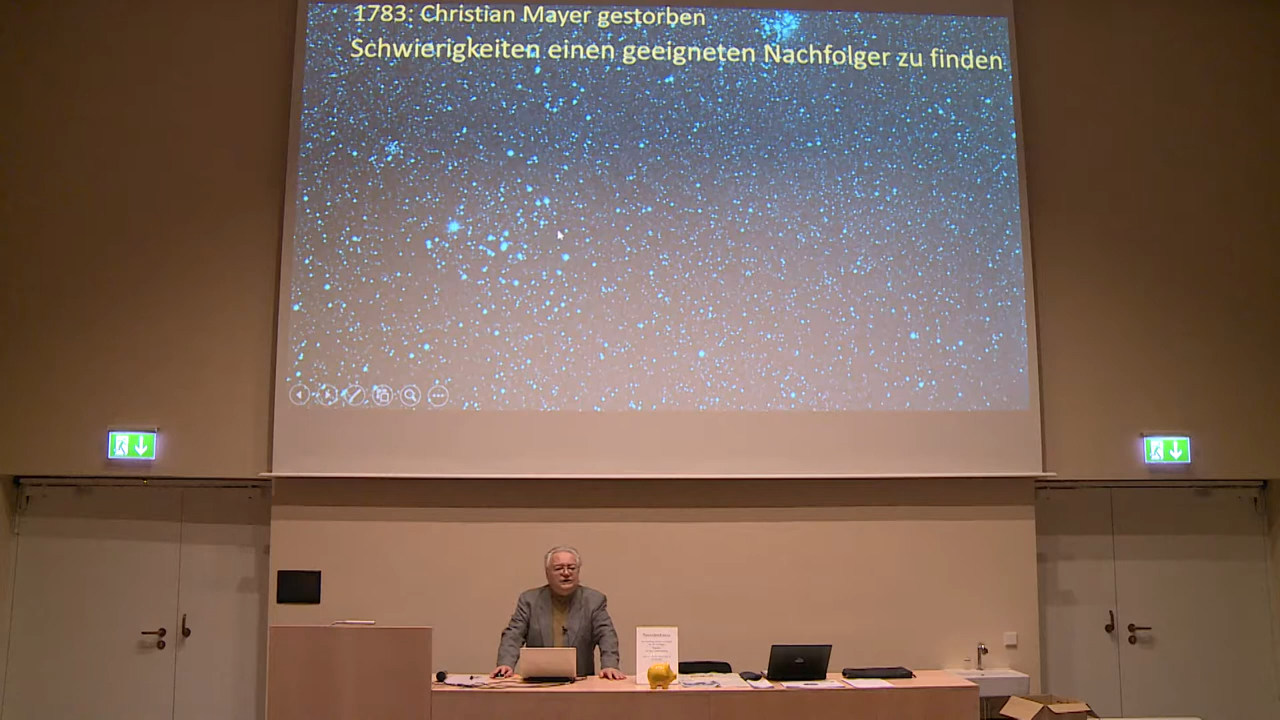 1783: Christian Mayer gestorben
Schwierigkeiten einen geeigneten Nachfolger zu finden